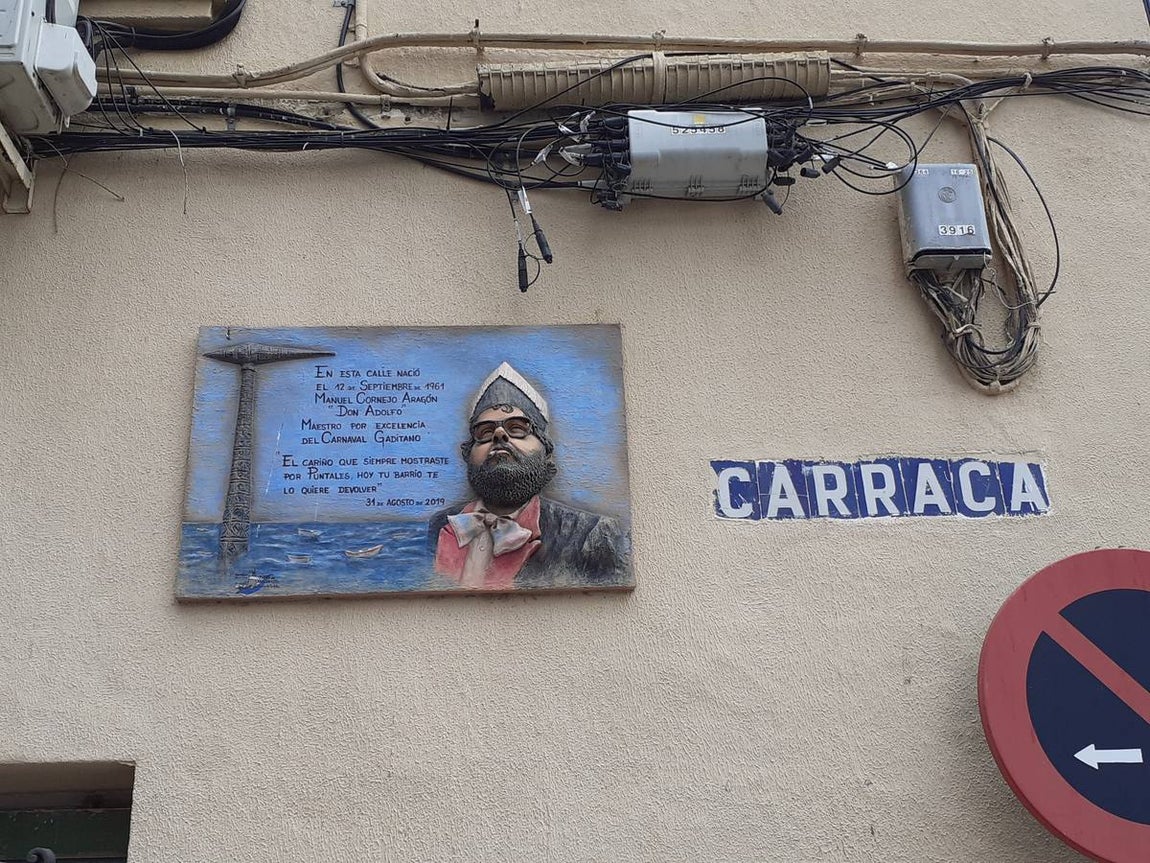 525458
3916
En esta calle nació
el 12 de Septiembre de 1961
Manuel Cornejo Aragón
"Don Adolfo"
Maestro por excelencia
del Carnaval Gaditano
"El cariño que siempre mostraste
por Puntales, hoy tu barrio te
lo quiere devolver"
31 de agosto de 2019
CARRACA